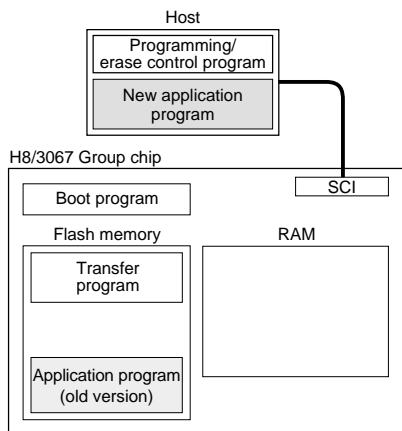 Host
Programming/
erase control program
New application
program
H8/3067 Group chip
SCI
Boot program
Flash memory
RAM
Transfer
program
Application program
(old version)